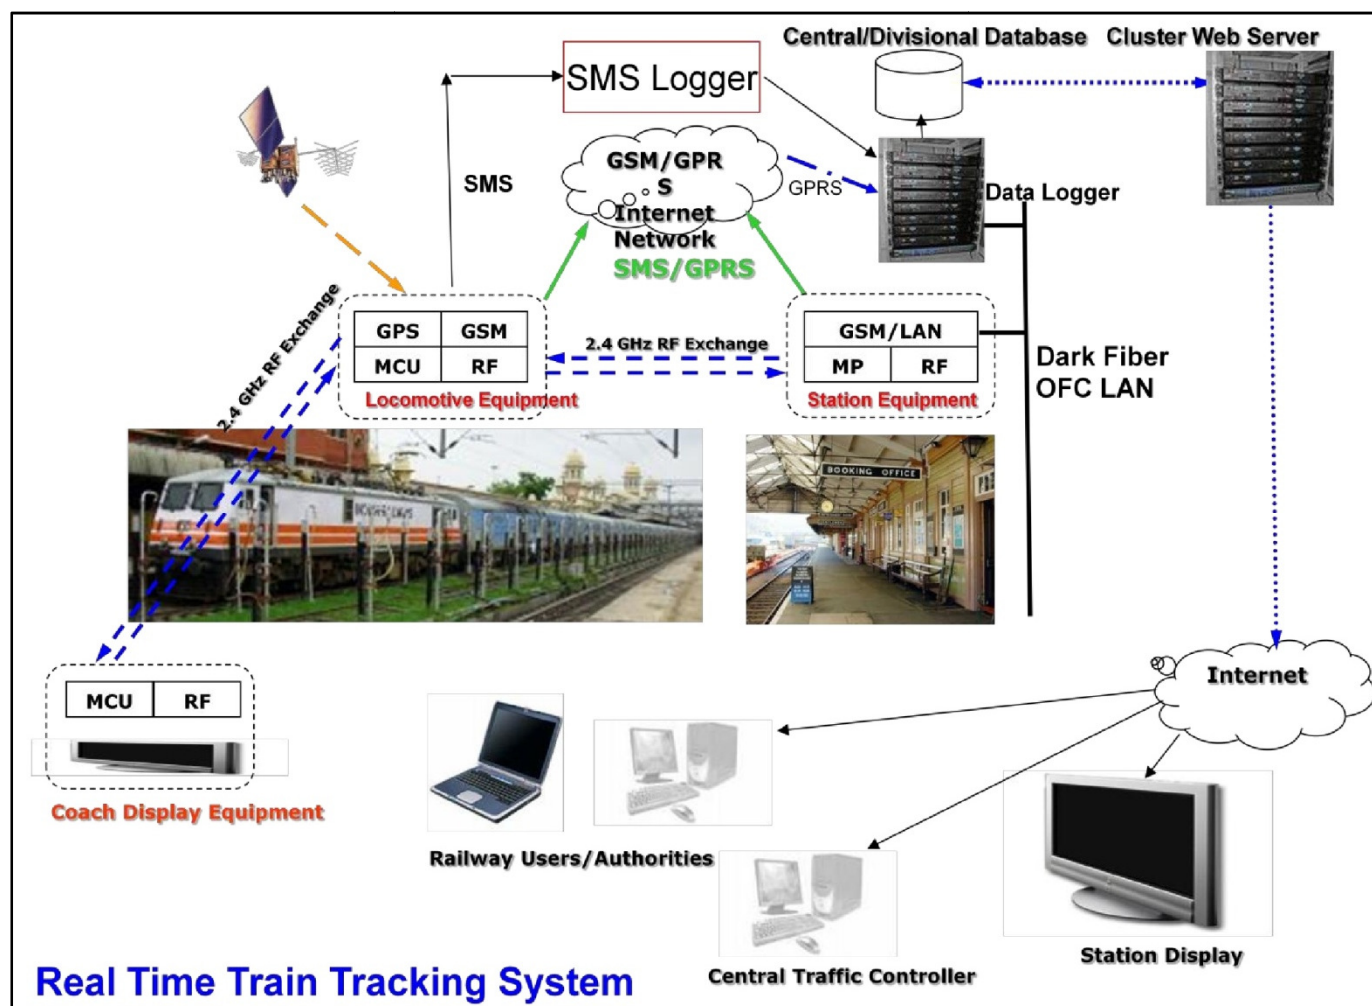 Central/Divisional Database
Cluster Web Server
SMS Logger
GSM/GPR
S
Internet
Network
SMS/GPRS
SMS
GPRS
Data Logger
GPS
GSM
MCU
RF
Locomotive Equipment
2.4 GHz RF Exchange
2.4 GHz RF Exchange
GSM/LAN
MP
RF
Station Equipment
Dark Fiber
OFC LAN
BOOKING OFFICE
MCU
RF
Coach Display Equipment
Internet
Railway Users/Authorities
Central Traffic Controller
Station Display
Real Time Train Tracking System